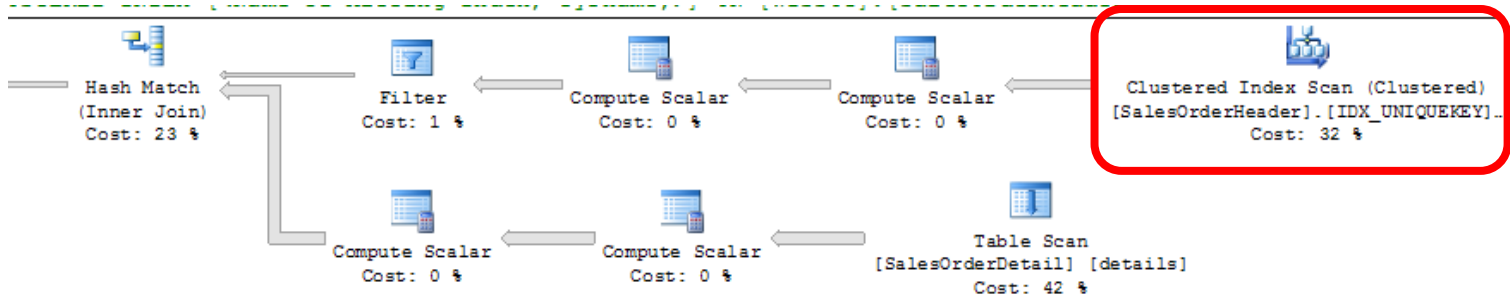 Hash Match
(Inner Join)
Cost: 23 %
Filter
Cost: 1 %
Compute Scalar
Cost: 0 %
Compute Scalar
Cost: 0 %
Clustered Index Scan (Clustered)
[SalesOrderHeader].[IDX_UNIQUEKEY]…
Cost: 32 %
Compute Scalar
Cost: 0 %
Compute Scalar
Cost: 0 %
Table Scan
[SalesOrderDetail] [details]
Cost: 42 %